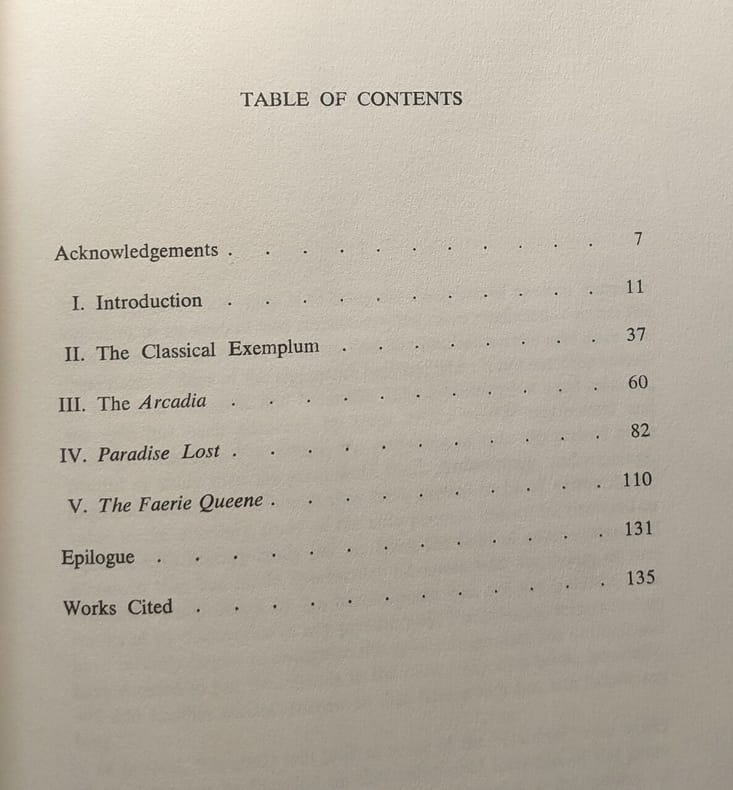 TABLE OF CONTENTS
Acknowledgements . . . . . . . . . . . 7
I. Introduction . . . . . . . . . . . 11
II. The Classical Exemplum . . . . . . . . 37
III. The Arcadia . . . . . . . . . . . 60
IV. Paradise Lost . . . . . . . . . . . 82
V. The Faerie Queene . . . . . . . . . . 110
Epilogue . . . . . . . . . . . . . 131
Works Cited . . . . . . . . . . . . 135